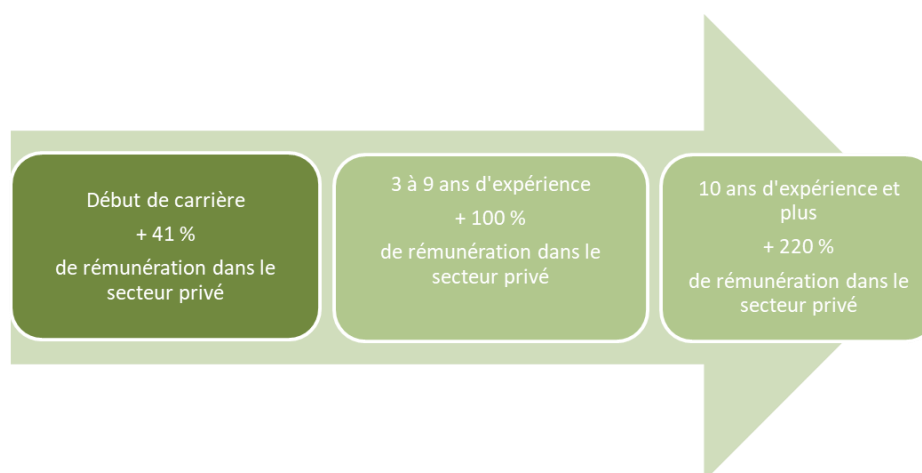 Début de carrière
+ 41 %
de rémunération dans le
secteur privé
3 à 9 ans d'expérience
+ 100 %
de rémunération dans le
secteur privé
10 ans d'expérience et
plus
+ 220 %
de rémunération dans le
secteur privé